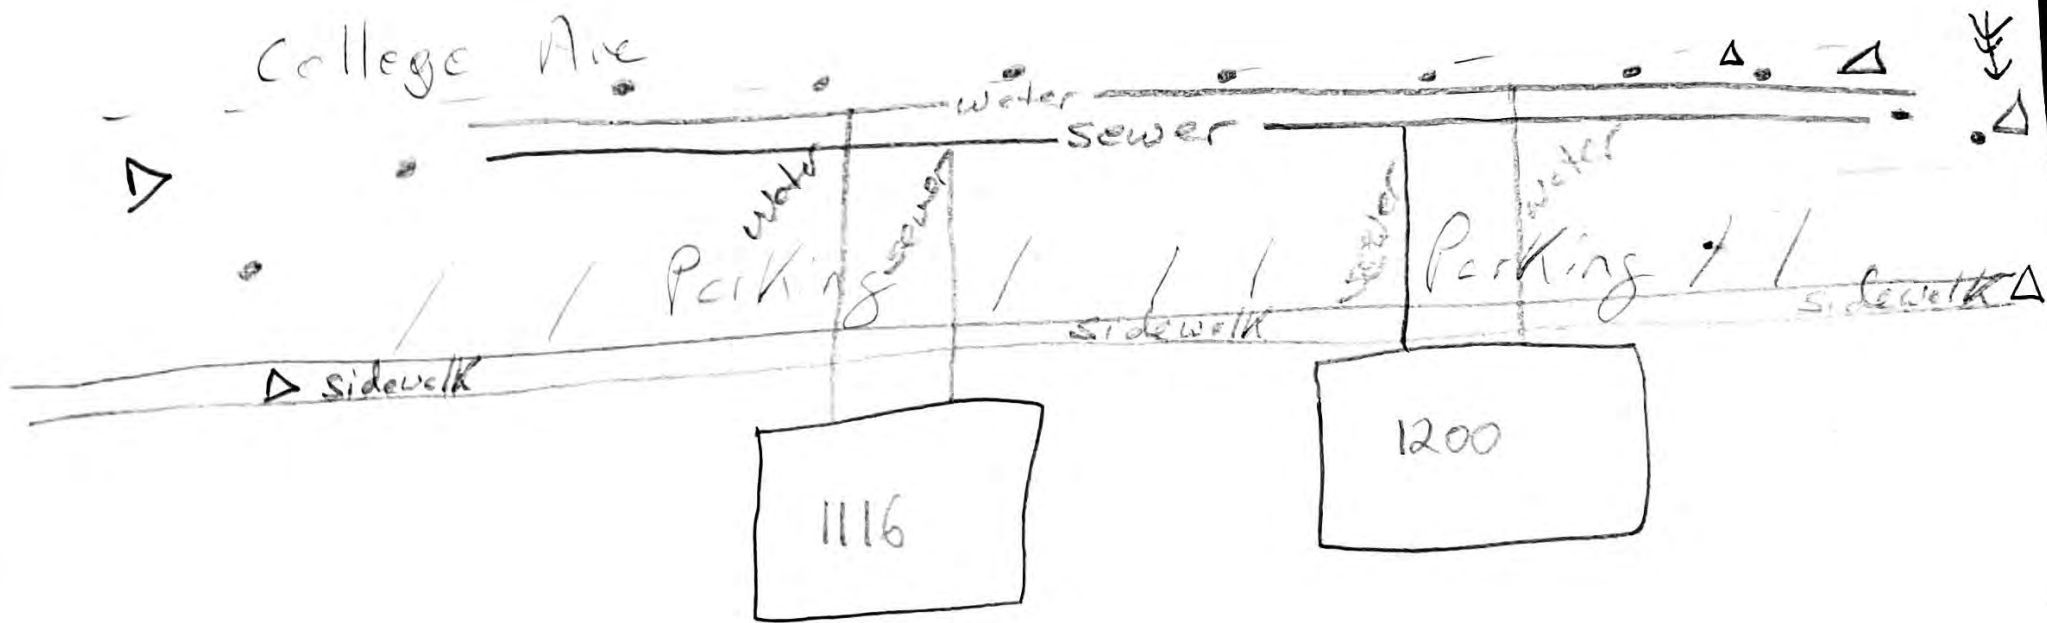 College Ave
water
sewer
water
sewer
sewer
water
Parking
Parking
sidewalk
sidewalk
sidewalk
1116
1200